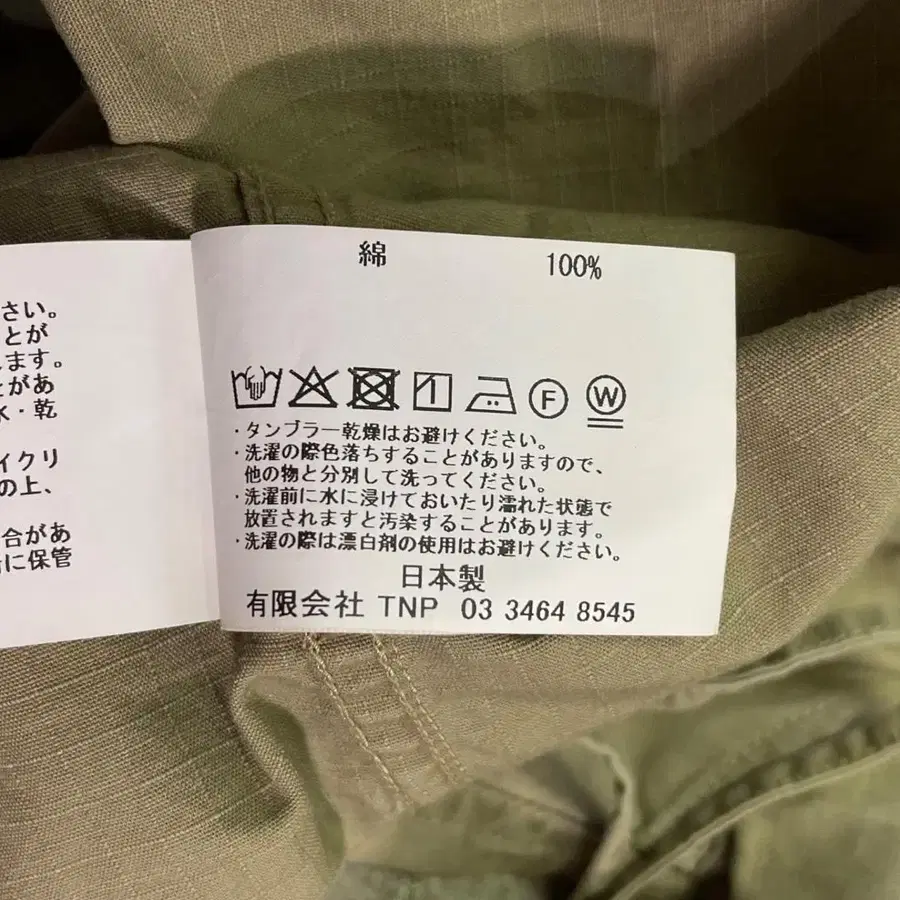 さい。
とが
します。
とがあ
水・乾
イクリ
の上、
合があ
に保管
綿 100%
F W
・タンブラー乾燥はお避けください。
・洗濯の際色落ちすることがありますので、
他の物と分別して洗ってください。
・洗濯前に水に浸けておいたり濡れた状態で
放置されますと汚染することがあります。
・洗濯の際は漂白剤の使用はお避けください。
日本製
有限会社 TNP 03 3464 8545